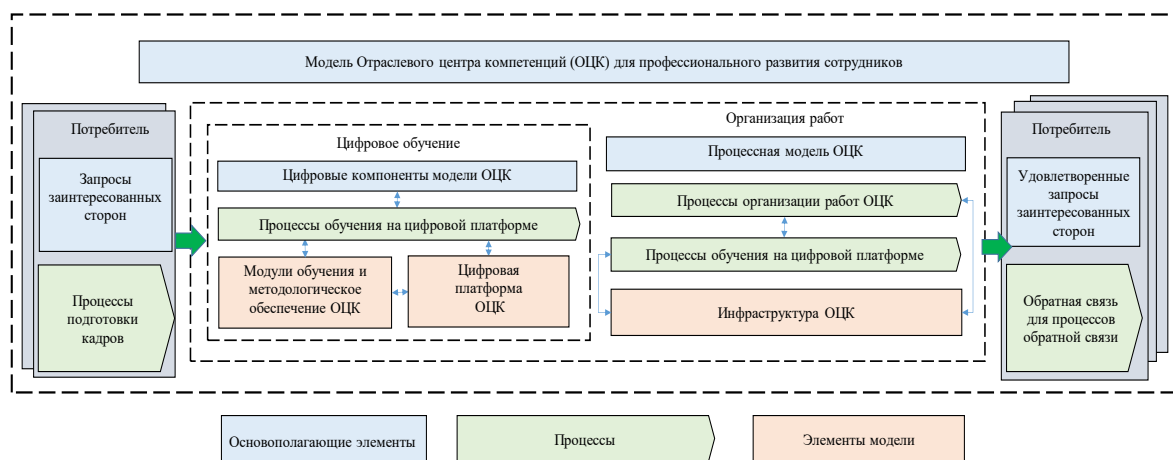 Модель Отраслевого центра компетенций (ОЦК) для профессионального развития сотрудников
Потребитель
Запросы
заинтересованных
сторон
Процессы
подготовки
кадров
Цифровое обучение
Цифровые компоненты модели ОЦК
Процессы обучения на цифровой платформе
Модули обучения и
методологическое
обеспечение ОЦК
Цифровая
платформа
ОЦК
Организация работ
Процессная модель ОЦК
Процессы организации работ ОЦК
Процессы обучения на цифровой платформе
Инфраструктура ОЦК
Потребитель
Удовлетворенные
запросы
заинтересованных
сторон
Обратная связь
для процессов
обратной связи
Основополагающие элементы
Процессы
Элементы модели